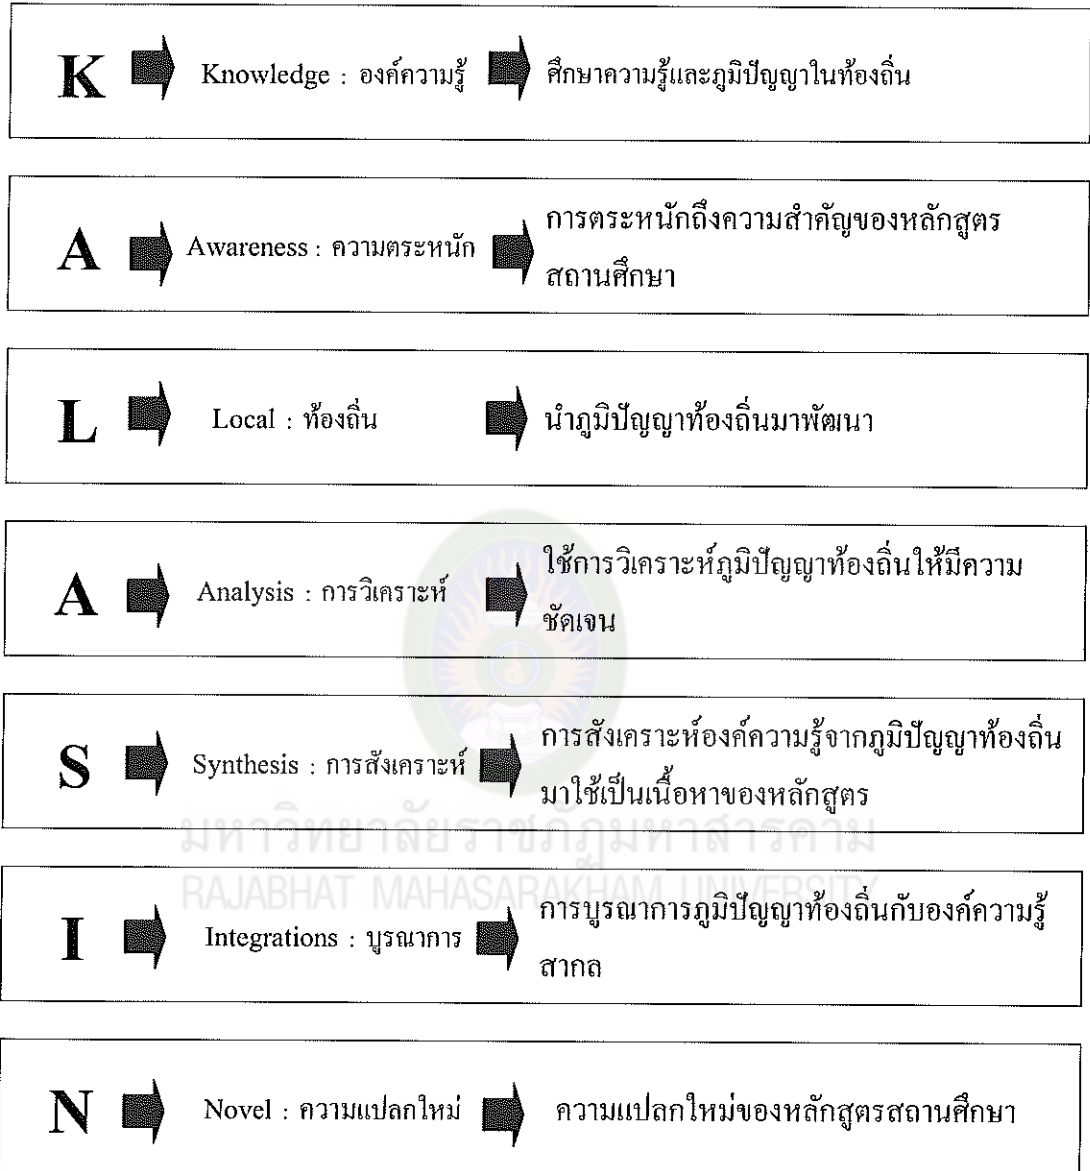 K Knowledge : องค์ความรู้ ศึกษาความรู้และภูมิปัญญาในท้องถิ่น
A Awareness : ความตระหนัก การตระหนักถึงความสำคัญของหลักสูตร
สถานศึกษา
L Local : ท้องถิ่น นำภูมิปัญญาท้องถิ่นมาพัฒนา
A Analysis : การวิเคราะห์ ใช้การวิเคราะห์ภูมิปัญญาท้องถิ่นให้มีความ
ชัดเจน
S Synthesis : การสังเคราะห์ การสังเคราะห์องค์ความรู้จากภูมิปัญญาท้องถิ่น
มาใช้เป็นเนื้อหาของหลักสูตร
มหาวิทยาลัยราชภัฏมหาสารคาม
RAJABHAT MAHASARAKHAM UNIVERSITY
I Integrations : บูรณาการ การบูรณาการภูมิปัญญาท้องถิ่นกับองค์ความรู้
สากล
N Novel : ความแปลกใหม่ ความแปลกใหม่ของหลักสูตรสถานศึกษา